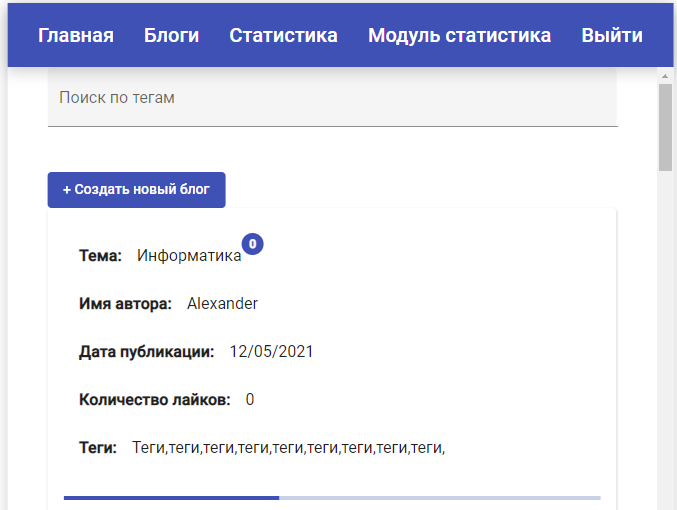 Главная Блоги Статистика Модуль статистика Выйти
Поиск по тегам
+ Создать новый блог
Тема: Информатика 0
Имя автора: Alexander
Дата публикации: 12/05/2021
Количество лайков: 0
Теги: Теги,теги,теги,теги,теги,теги,теги,теги,теги,